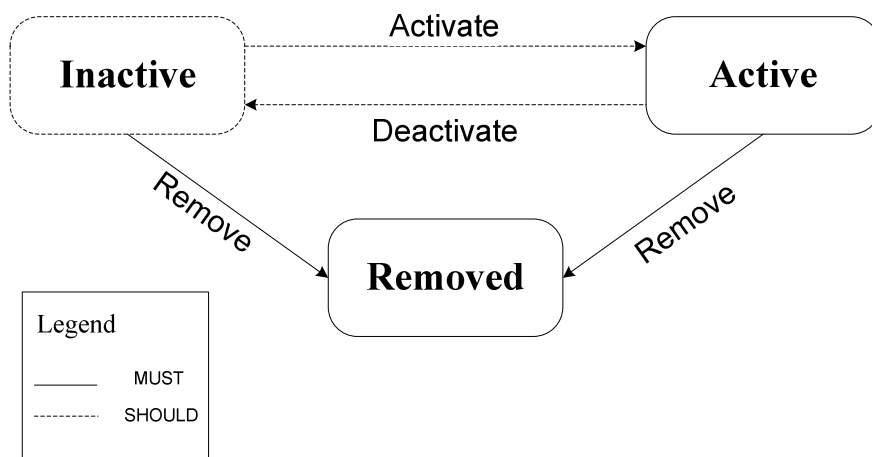 Activate
Inactive
Active
Deactivate
Remove
Remove
Removed
Legend
MUST
SHOULD